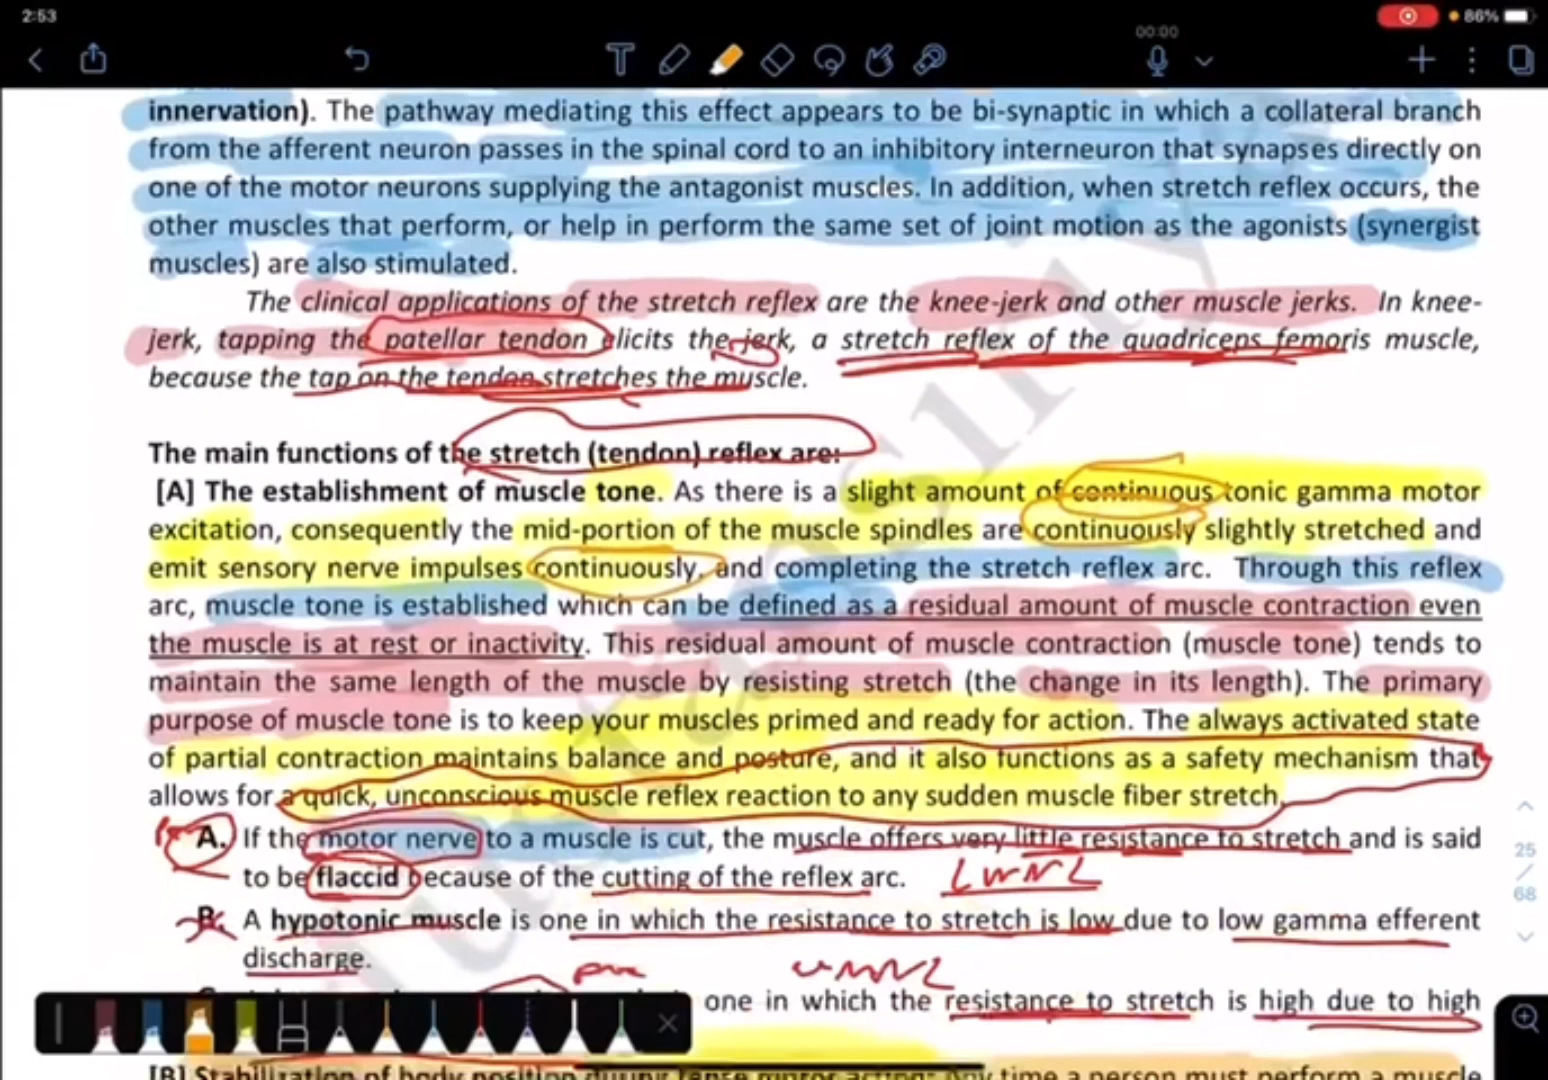 2:53
86%
00:00
innervation). The pathway mediating this effect appears to be bi-synaptic in which a collateral branch
from the afferent neuron passes in the spinal cord to an inhibitory interneuron that synapses directly on
one of the motor neurons supplying the antagonist muscles. In addition, when stretch reflex occurs, the
other muscles that perform, or help in perform the same set of joint motion as the agonists (synergist
muscles) are also stimulated.
The clinical applications of the stretch reflex are the knee-jerk and other muscle jerks. In knee-
jerk, tapping the patellar tendon elicits the jerk, a stretch reflex of the quadriceps femoris muscle,
because the tap on the tendon stretches the muscle.
The main functions of the stretch (tendon) reflex are:
[A] The establishment of muscle tone. As there is a slight amount of continuous tonic gamma motor
excitation, consequently the mid-portion of the muscle spindles are continuously slightly stretched and
emit sensory nerve impulses continuously, and completing the stretch reflex arc. Through this reflex
arc, muscle tone is established which can be defined as a residual amount of muscle contraction even
the muscle is at rest or inactivity. This residual amount of muscle contraction (muscle tone) tends to
maintain the same length of the muscle by resisting stretch (the change in its length). The primary
purpose of muscle tone is to keep your muscles primed and ready for action. The always activated state
of partial contraction maintains balance and posture, and it also functions as a safety mechanism that
allows for a quick, unconscious muscle reflex reaction to any sudden muscle fiber stretch.
A. If the motor nerve to a muscle is cut, the muscle offers very little resistance to stretch and is said
to be flaccid because of the cutting of the reflex arc. LMNL
25
68
B. A hypotonic muscle is one in which the resistance to stretch is low due to low gamma efferent
discharge.
UMNL
one in which the resistance to stretch is high due to high
[B] Stabilization of body position during tense motor action: Any time a person must perform a muscle